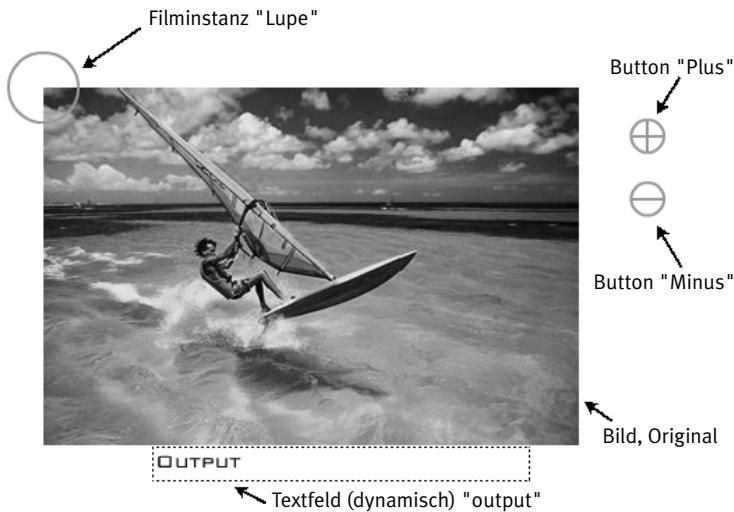 Filminstanz "Lupe"
Button "Plus"
Button "Minus"
Bild, Original
OUTPUT
Textfeld (dynamisch) "output"